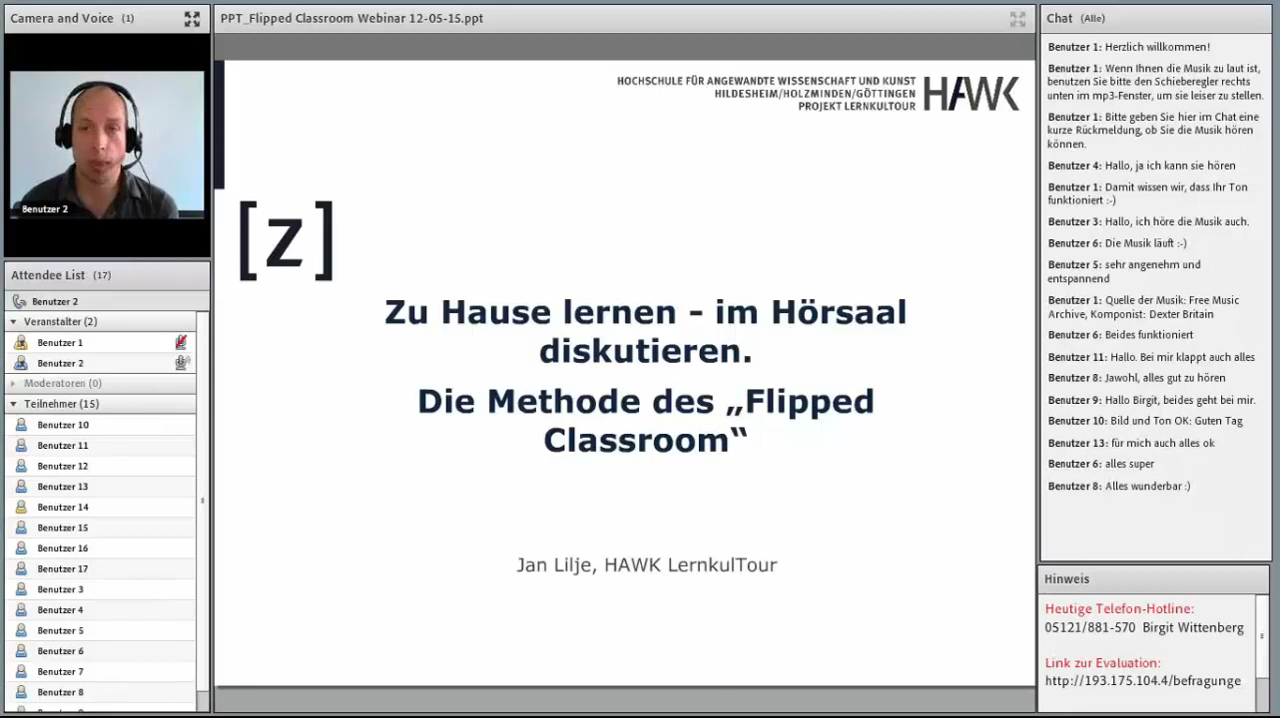 Camera and Voice (1)
Benutzer 2
Attendee List (17)
Benutzer 2
Veranstalter (2)
Benutzer 1
Benutzer 2
Moderatoren (0)
Teilnehmer (15)
Benutzer 10
Benutzer 11
Benutzer 12
Benutzer 13
Benutzer 14
Benutzer 15
Benutzer 16
Benutzer 17
Benutzer 3
Benutzer 4
Benutzer 5
Benutzer 6
Benutzer 7
Benutzer 8
PPT_Flipped Classroom Webinar 12-05-15.ppt
HOCHSCHULE FÜR ANGEWANDTE WISSENSCHAFT UND KUNST
HILDESHEIM/HOLZMINDEN/GÖTTINGEN
PROJEKT LERNKULTOUR
HAWK
[z]
Zu Hause lernen - im Hörsaal
diskutieren.
Die Methode des „Flipped
Classroom“
Jan Lilje, HAWK LernkulTour
Chat (Alle)
Benutzer 1: Herzlich willkommen!
Benutzer 1: Wenn Ihnen die Musik zu laut ist,
benutzen Sie bitte den Schieberegler rechts
unten im mp3-Fenster, um sie leiser zu stellen.
Benutzer 1: Bitte geben Sie hier im Chat eine
kurze Rückmeldung, ob Sie die Musik hören
können.
Benutzer 4: Hallo, ja ich kann sie hören
Benutzer 1: Damit wissen wir, dass Ihr Ton
funktioniert :-)
Benutzer 3: Hallo, ich höre die Musik auch.
Benutzer 6: Die Musik läuft :-)
Benutzer 5: sehr angenehm und
entspannend
Benutzer 1: Quelle der Musik: Free Music
Archive, Komponist: Dexter Britain
Benutzer 6: Beides funktioniert
Benutzer 11: Hallo. Bei mir klappt auch alles
Benutzer 8: Jawohl, alles gut zu hören
Benutzer 9: Hallo Birgit, beides geht bei mir.
Benutzer 10: Bild und Ton OK: Guten Tag
Benutzer 13: für mich auch alles ok
Benutzer 6: alles super
Benutzer 8: Alles wunderbar :)
Hinweis
Heutige Telefon-Hotline:
05121/881-570 Birgit Wittenberg
Link zur Evaluation:
http://193.175.104.4/befragunge